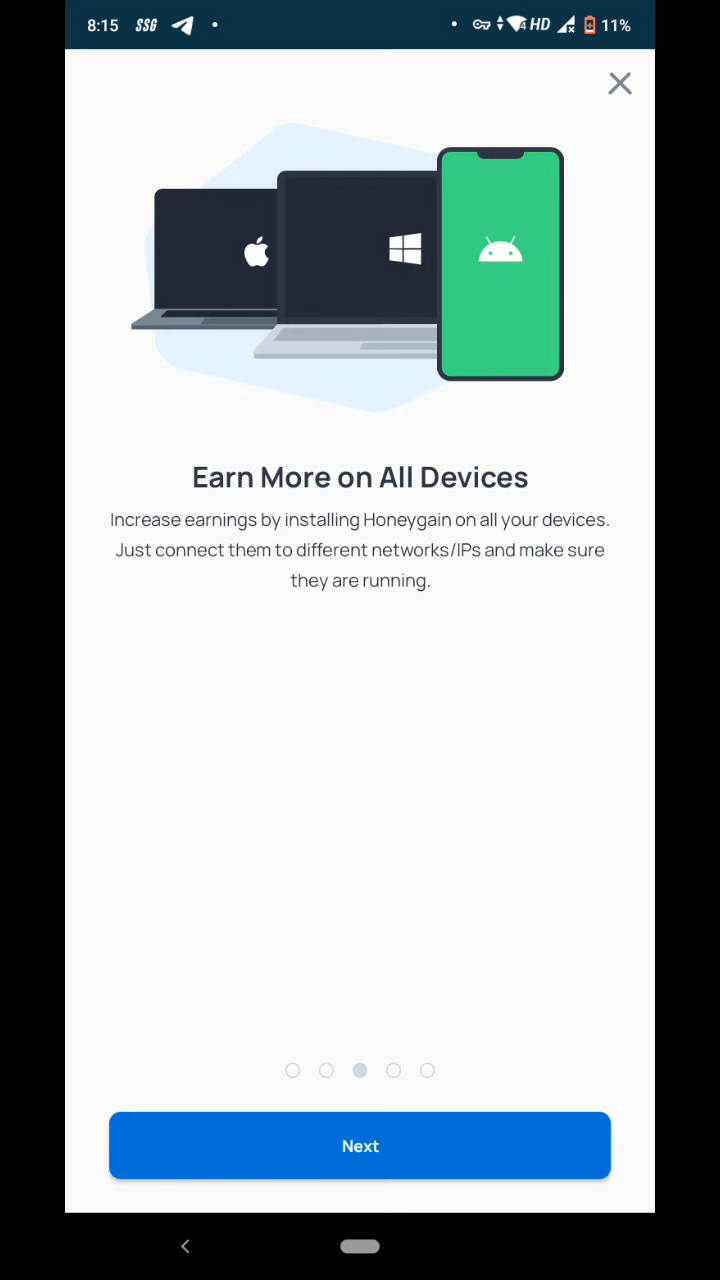 8:15 SSG HD 11%
Earn More on All Devices
Increase earnings by installing Honeygain on all your devices.
Just connect them to different networks/IPs and make sure
they are running.
Next